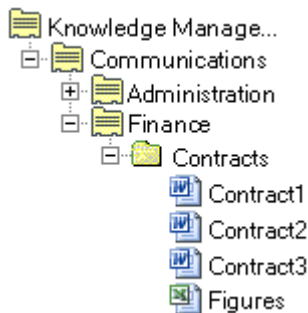 Knowledge Manage...
Communications
Administration
Finance
Contracts
Contract1
Contract2
Contract3
Figures